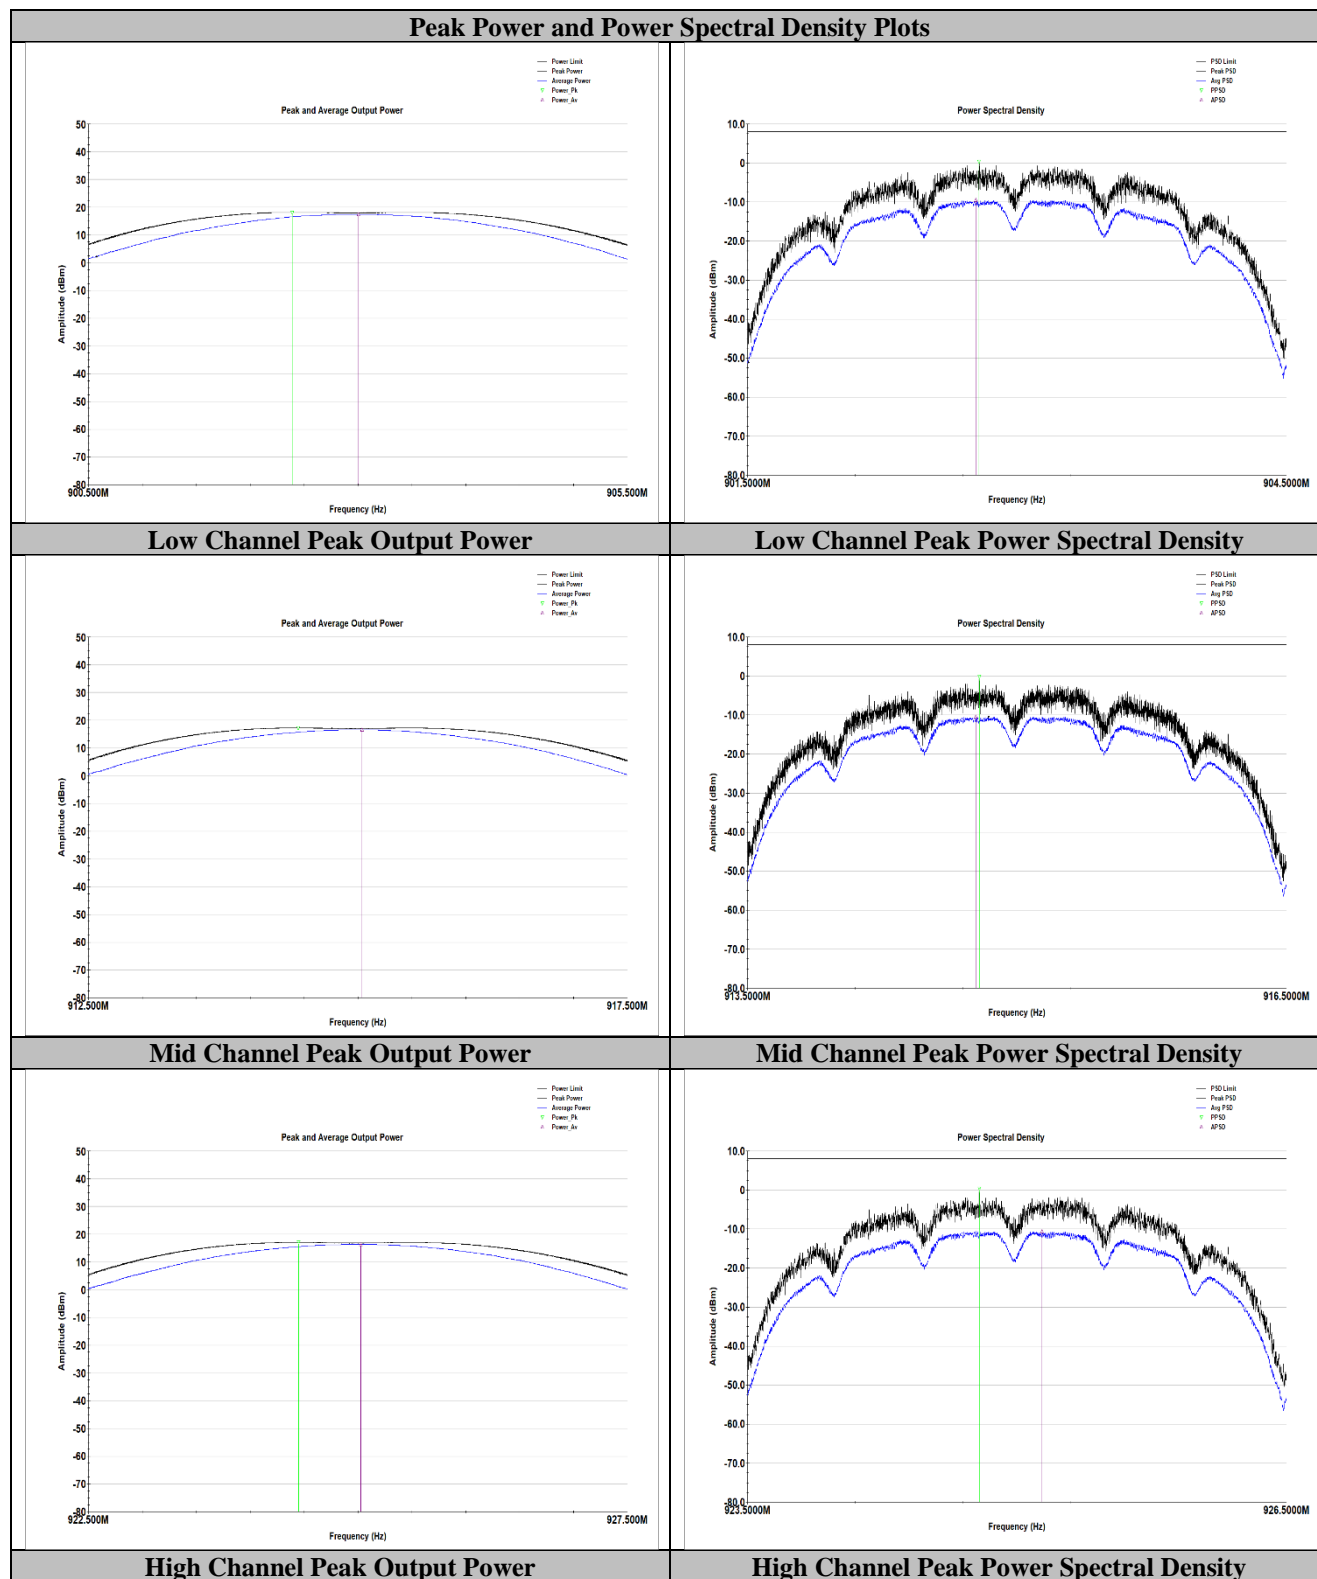 Peak Power and Power Spectral Density Plots
Power Limit
Peak Power
Average Power
Power_Pk
Power_Av
Peak and Average Output Power
50
40
30
20
10
0
-10
-20
-30
-40
-50
-60
-70
-80
Amplitude (dBm)
900.500M
905.500M
Frequency (Hz)
PSD Limit
Peak PSD
Avg PSD
PPSD
APSD
Power Spectral Density
10.0
0
-10.0
-20.0
-30.0
-40.0
-50.0
-60.0
-70.0
-80.0
Amplitude (dBm)
901.5000M
904.5000M
Frequency (Hz)
Low Channel Peak Output Power
Low Channel Peak Power Spectral Density
Power Limit
Peak Power
Average Power
Power_Pk
Power_Av
Peak and Average Output Power
50
40
30
20
10
0
-10
-20
-30
-40
-50
-60
-70
-80
Amplitude (dBm)
912.500M
917.500M
Frequency (Hz)
PSD Limit
Peak PSD
Avg PSD
PPSD
APSD
Power Spectral Density
10.0
0
-10.0
-20.0
-30.0
-40.0
-50.0
-60.0
-70.0
-80.0
Amplitude (dBm)
913.5000M
916.5000M
Frequency (Hz)
Mid Channel Peak Output Power
Mid Channel Peak Power Spectral Density
Power Limit
Peak Power
Average Power
Power_Pk
Power_Av
Peak and Average Output Power
50
40
30
20
10
0
-10
-20
-30
-40
-50
-60
-70
-80
Amplitude (dBm)
922.500M
927.500M
Frequency (Hz)
PSD Limit
Peak PSD
Avg PSD
PPSD
APSD
Power Spectral Density
10.0
0
-10.0
-20.0
-30.0
-40.0
-50.0
-60.0
-70.0
-80.0
Amplitude (dBm)
923.5000M
926.5000M
Frequency (Hz)
High Channel Peak Output Power
High Channel Peak Power Spectral Density